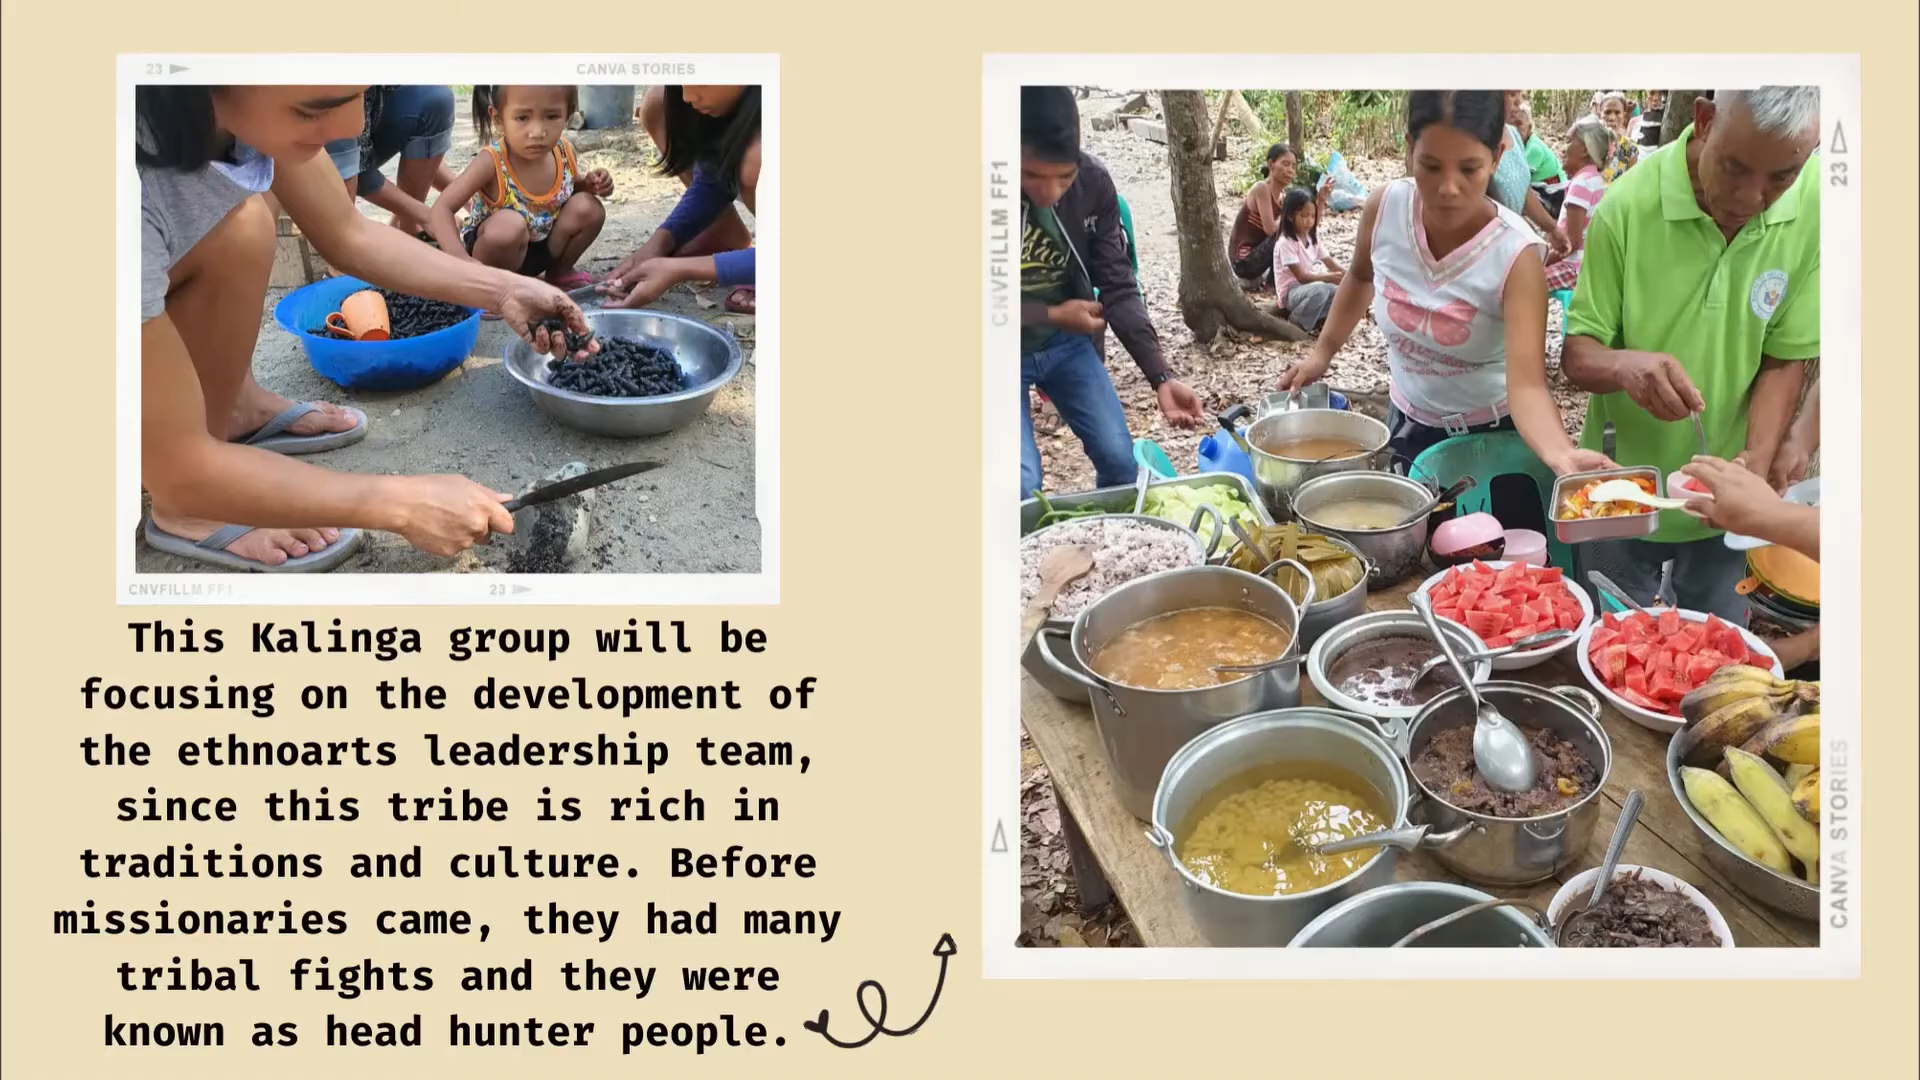 23
CANVA STORIES
CNVFILLM FF1
23
This Kalinga group will be
focusing on the development of
the ethnoarts leadership team,
since this tribe is rich in
traditions and culture. Before
missionaries came, they had many
tribal fights and they were
known as head hunter people.
CNVFILLM FF1
23
CANVA STORIES